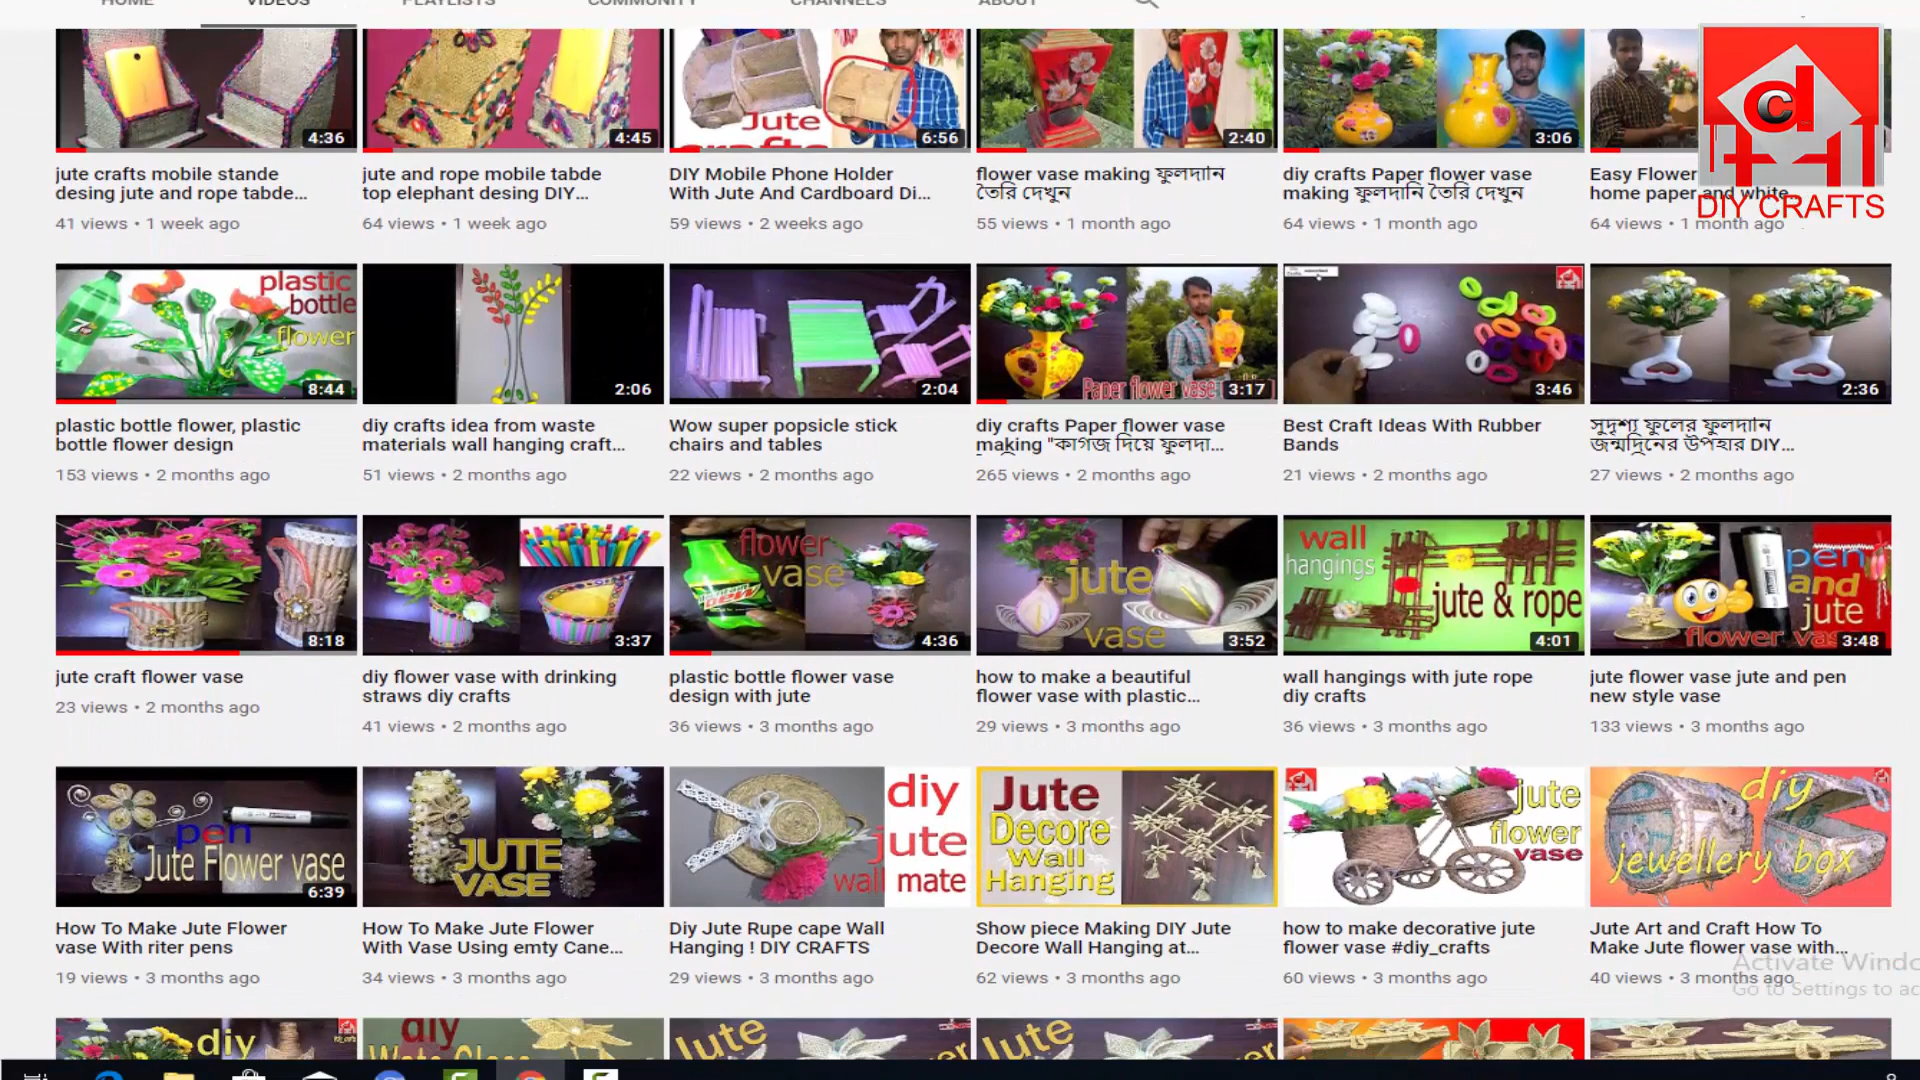 HOME VIDEOS PLAYLISTS COMMUNITY CHANNELS ABOUT
4:36
4:45
Jute
crafts
6:56
2:40
3:06
dc
DIY CRAFTS
jute crafts mobile stande
desing jute and rope tabde...
41 views • 1 week ago
jute and rope mobile tabde
top elephant desing DIY...
64 views • 1 week ago
DIY Mobile Phone Holder
With Jute And Cardboard Di...
59 views • 2 weeks ago
flower vase making ফুলদানি
তৈরি দেখুন
55 views • 1 month ago
diy crafts Paper flower vase
making ফুলদানি তৈরি দেখুন
64 views • 1 month ago
Easy Flower
home paper and white...
64 views • 1 month ago
plastic
bottle
flower
8:44
2:06
2:04
Paper flower vase
3:17
3:46
2:36
plastic bottle flower, plastic
bottle flower design
153 views • 2 months ago
diy crafts idea from waste
materials wall hanging craft...
51 views • 2 months ago
Wow super popsicle stick
chairs and tables
22 views • 2 months ago
diy crafts Paper flower vase
making "কাগজ দিয়ে ফুলদা...
265 views • 2 months ago
Best Craft Ideas With Rubber
Bands
21 views • 2 months ago
সুদৃশ্য ফুলের ফুলদানি
জন্মদিনের উপহার DIY...
27 views • 2 months ago
8:18
3:37
flower
vase
4:36
jute
vase
3:52
wall
hangings
jute & rope
4:01
pen
and
jute
flower vas
3:48
jute craft flower vase
23 views • 2 months ago
diy flower vase with drinking
straws diy crafts
41 views • 2 months ago
plastic bottle flower vase
design with jute
36 views • 3 months ago
how to make a beautiful
flower vase with plastic...
29 views • 3 months ago
wall hangings with jute rope
diy crafts
36 views • 3 months ago
jute flower vase jute and pen
new style vase
133 views • 3 months ago
pen
Jute Flower vase
6:39
JUTE
VASE
diy
jute
wall mate
Jute
Decore
Wall
Hanging
jute
flower
vase
diy
jewellery box
How To Make Jute Flower
vase With riter pens
19 views • 3 months ago
How To Make Jute Flower
With Vase Using emty Cane...
34 views • 3 months ago
Diy Jute Rupe cape Wall
Hanging ! DIY CRAFTS
29 views • 3 months ago
Show piece Making DIY Jute
Decore Wall Hanging at...
62 views • 3 months ago
how to make decorative jute
flower vase #diy_crafts
60 views • 3 months ago
Jute Art and Craft How To
Make Jute flower vase with...
40 views • 3 months ago
Activate Windo
Go to Settings to ac
diy
diy
Jute
Jute